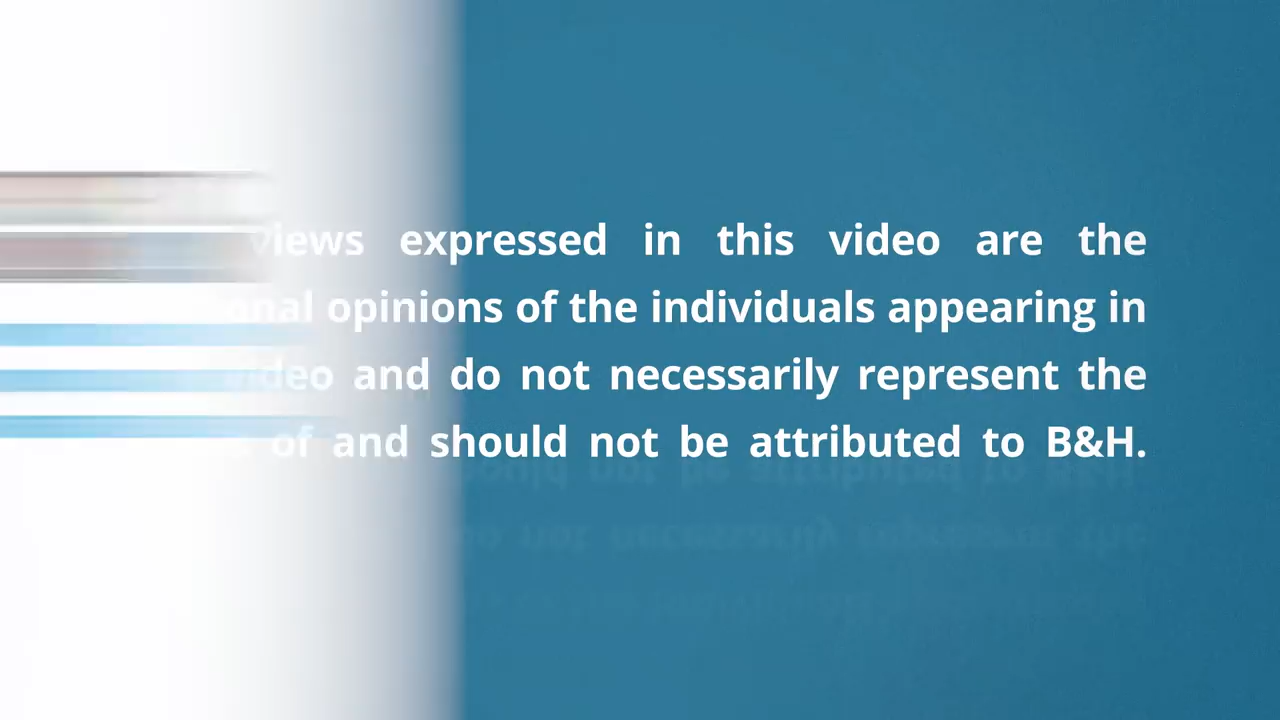 views expressed in this video are the
opinions of the individuals appearing in
video and do not necessarily represent the
of and should not be attributed to B&H.